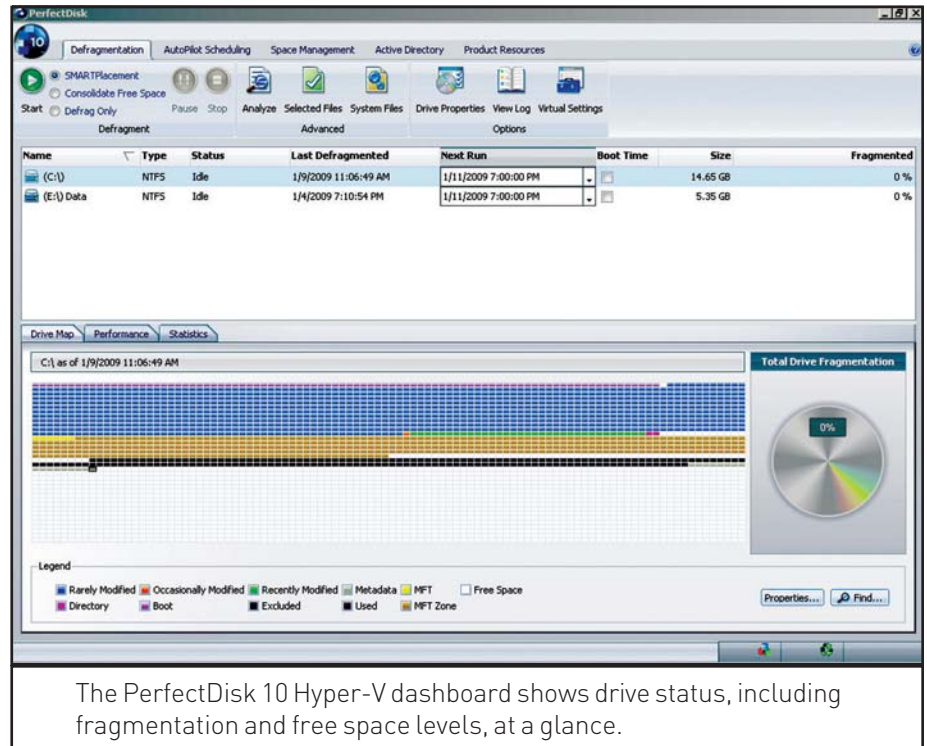 PerfectDisk
10
Defragmentation AutoPilot Scheduling Space Management Active Directory Product Resources
SMARTPlacement
Consolidate Free Space
Defrag Only
Start Pause Stop Analyze Selected Files System Files Drive Properties View Log Virtual Settings
Defragment Advanced Options
Name Type Status Last Defragmented Next Run Boot Time Size Fragmented
(C:\) NTFS Idle 1/9/2009 11:06:49 AM 1/11/2009 7:00:00 PM 14.65 GB 0 %
(E:\) Data NTFS Idle 1/4/2009 7:10:54 PM 1/11/2009 7:00:00 PM 5.35 GB 0 %
Drive Map Performance Statistics
C:\ as of 1/9/2009 11:06:49 AM
Total Drive Fragmentation
0%
Legend
Rarely Modified Occasionally Modified Recently Modified Metadata MFT Free Space
Directory Boot Excluded Used MFT Zone
Properties... Find...
The PerfectDisk 10 Hyper-V dashboard shows drive status, including
fragmentation and free space levels, at a glance.